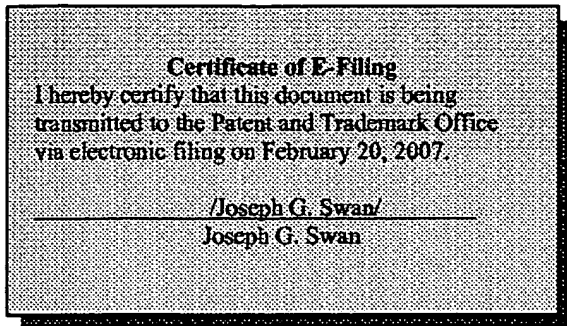 Certificate of E-Filing
I hereby certify that this document is being
transmitted to the Patent and Trademark Office
via electronic filing on February 20, 2007.
/Joseph G. Swan/
Joseph G. Swan